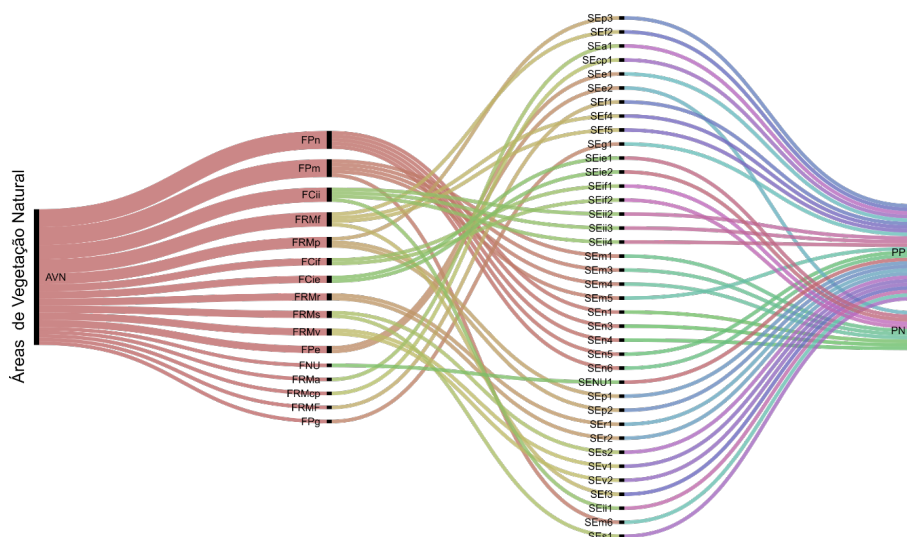 Áreas de Vegetação Natural
AVN
FPn
FPm
FCii
FRMf
FRMp
FCif
FCie
FRMr
FRMs
FRMv
FPe
FNU
FRMa
FRMcp
FRMF
FPg
SEp3
SEf2
SEa1
SEcp1
SEe1
SEe2
SEf1
SEf4
SEf5
SEg1
SEie1
SEie2
SEif1
SEif2
SEii2
SEii3
SEii4
SEm1
SEm3
SEm4
SEm5
SEn1
SEn3
SEn4
SEn5
SEn6
SENU1
SEp1
SEp2
SEr1
SEr2
SEs2
SEv1
SEv2
SEf3
SEii1
SEm6
SEs1
PP
PN